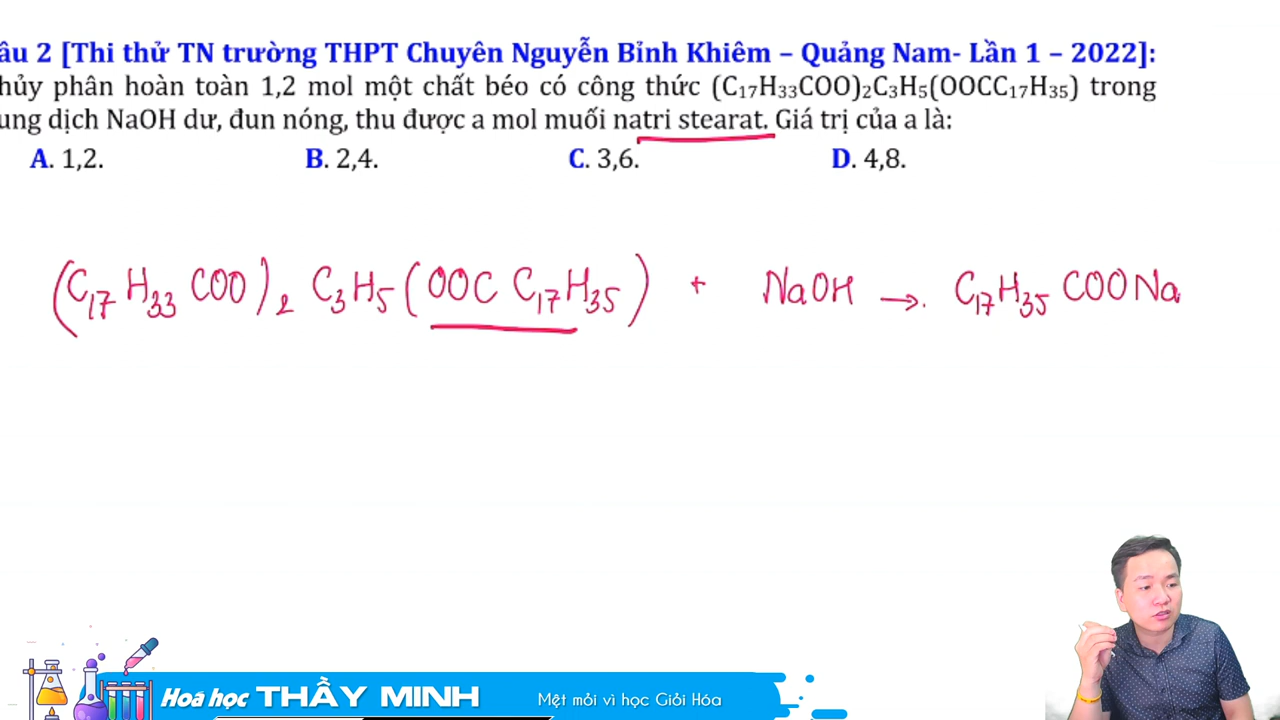 âu 2 [Thi thử TN trường THPT Chuyên Nguyễn Bỉnh Khiêm – Quảng Nam- Lần 1 – 2022]:
hủy phân hoàn toàn 1,2 mol một chất béo có công thức (C₁₇H₃₃COO)₂C₃H₅(OOCC₁₇H₃₅) trong
ung dịch NaOH dư, đun nóng, thu được a mol muối natri stearat. Giá trị của a là:
A. 1,2. B. 2,4. C. 3,6. D. 4,8.
(C₁₇H₃₃COO)₂C₃H₅(OOCC₁₇H₃₅) + NaOH → C₁₇H₃₅COONa
Hoá học THẦY MINH Mệt mỏi vì học Giỏi Hóa